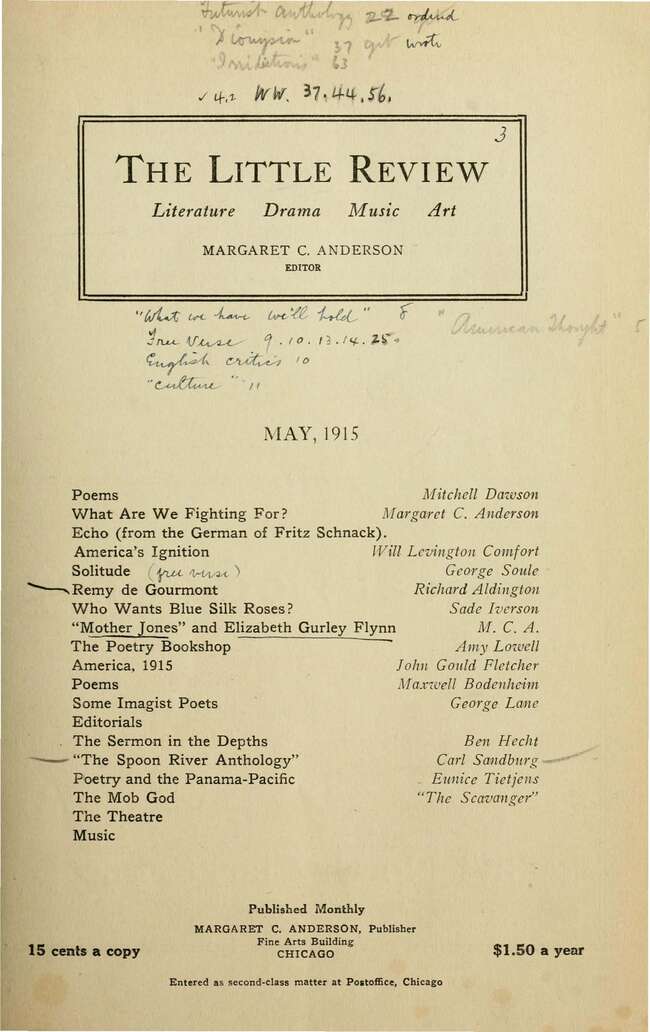 Futurist anthology 22 ordered
"Dionysian" 37 get wrote
"Irridations" 63
✓ 42 WW. 37.44.56.
3
THE LITTLE REVIEW
Literature Drama Music Art
MARGARET C. ANDERSON
EDITOR
"What we have we'll hold" 8 "American Thought" 5
Free Verse 9.10.13.14.25.
English critics 10
"culture" 11
MAY, 1915
Poems Mitchell Dawson
What Are We Fighting For? Margaret C. Anderson
Echo (from the German of Fritz Schnack).
America's Ignition Will Levington Comfort
Solitude (free verse) George Soule
Remy de Gourmont Richard Aldington
Who Wants Blue Silk Roses? Sade Iverson
"Mother Jones" and Elizabeth Gurley Flynn M. C. A.
The Poetry Bookshop Amy Lowell
America, 1915 John Gould Fletcher
Poems Maxwell Bodenheim
Some Imagist Poets George Lane
Editorials
The Sermon in the Depths Ben Hecht
"The Spoon River Anthology" Carl Sandburg
Poetry and the Panama-Pacific Eunice Tietjens
The Mob God "The Scavanger"
The Theatre
Music
Published Monthly
MARGARET C. ANDERSON, Publisher
Fine Arts Building
15 cents a copy CHICAGO $1.50 a year
Entered as second-class matter at Postoffice, Chicago